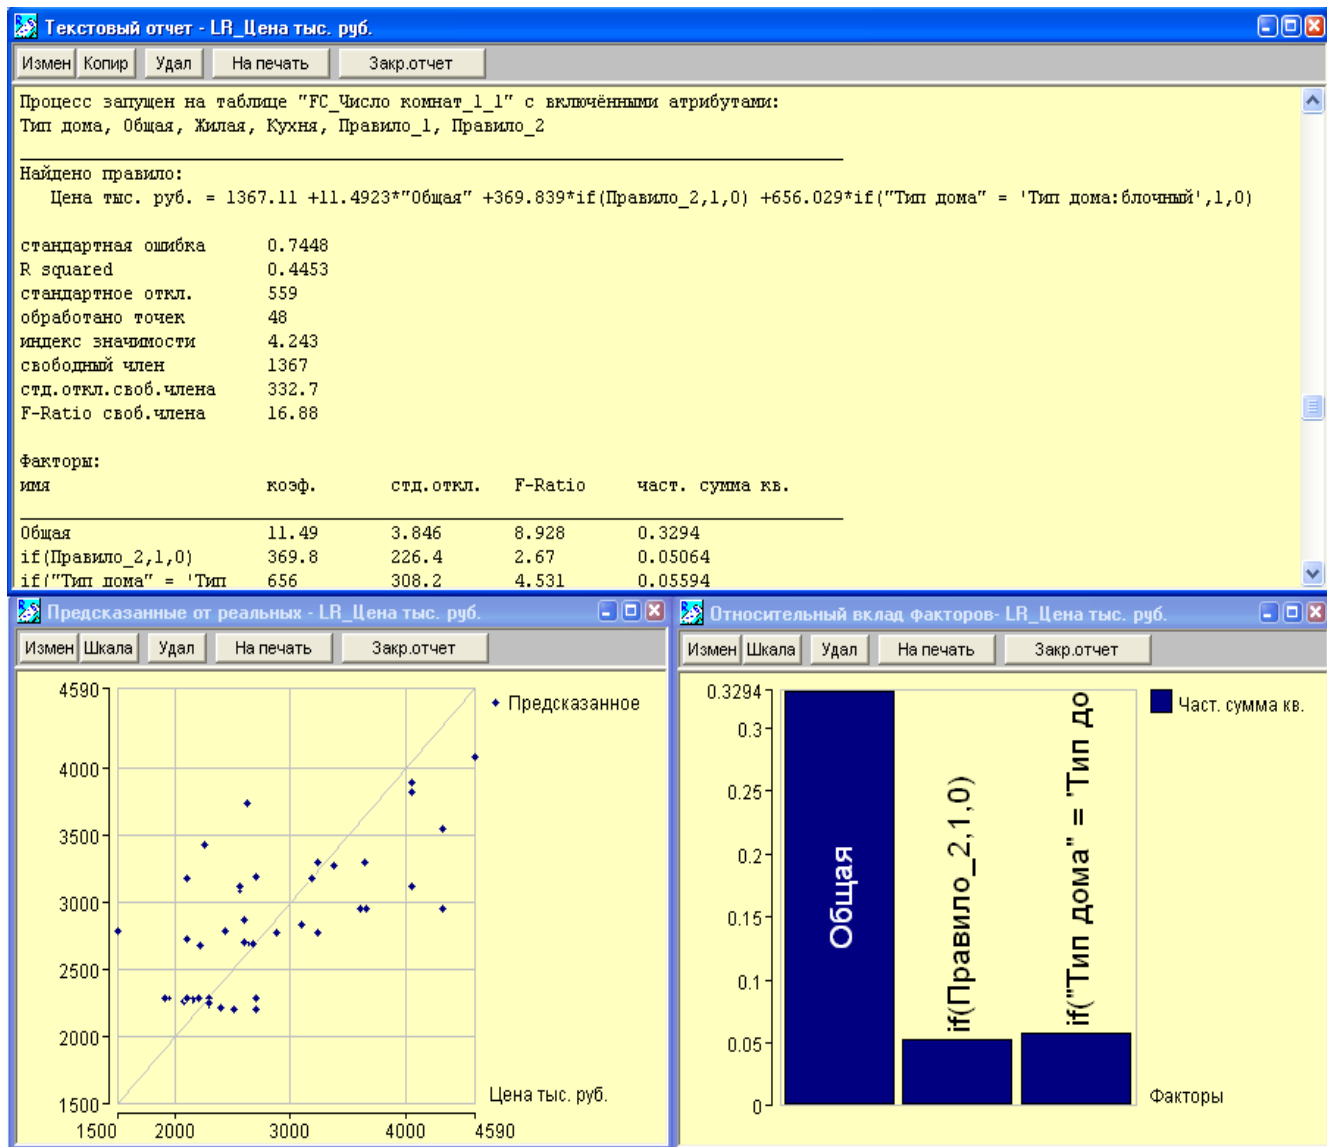 Текстовый отчет - LR_Цена тыс. руб.
Измен Копир Удал На печать Закр.отчет
Процесс запущен на таблице "FC_Число комнат_1_1" с включёнными атрибутами:
Тип дома, Общая, Жилая, Кухня, Правило_1, Правило_2
Найдено правило:
Цена тыс. руб. = 1367.11 +11.4923*"Общая" +369.839*if(Правило_2,1,0) +656.029*if("Тип дома" = 'Тип дома:блочный',1,0)
стандартная ошибка 0.7448
R squared 0.4453
стандартное откл. 559
обработано точек 48
индекс значимости 4.243
свободный член 1367
стд.откл.своб.члена 332.7
F-Ratio своб.члена 16.88
Факторы:
имя коэф. стд.откл. F-Ratio част. сумма кв.
Общая 11.49 3.846 8.928 0.3294
if(Правило_2,1,0) 369.8 226.4 2.67 0.05064
if("Тип дома" = 'Тип 656 308.2 4.531 0.05594
Предсказанные от реальных - LR_Цена тыс. руб.
Измен Шкала Удал На печать Закр.отчет
4590
4000
3500
3000
2500
2000
1500
1500 2000 3000 4000 4590
Предсказанное
Цена тыс. руб.
Относительный вклад факторов- LR_Цена тыс. руб.
Измен Шкала Удал На печать Закр.отчет
0.3294
0.3
0.25
0.2
0.15
0.1
0.05
0
Общая
if(Правило_2,1,0)
if("Тип дома" = 'Тип до
Част. сумма кв.
Факторы